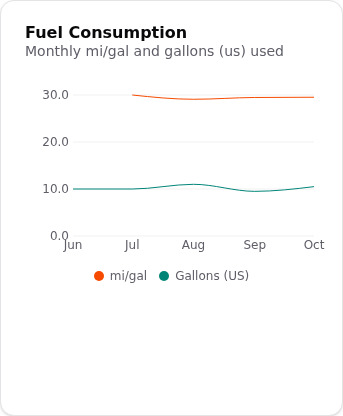 Fuel Consumption
Monthly mi/gal and gallons (us) used
30.0
20.0
10.0
0.0
Jun Jul Aug Sep Oct
mi/gal Gallons (US)